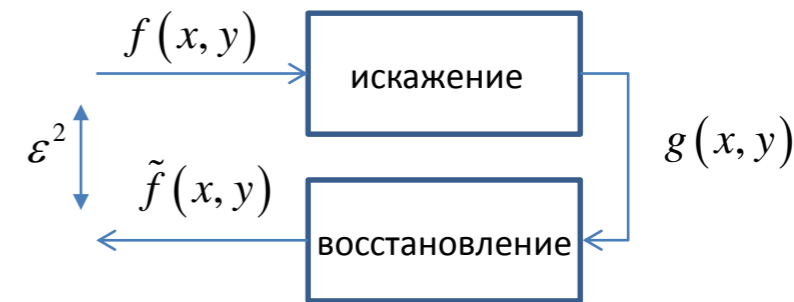 f(x, y)
искажение
ε²
g(x, y)
f̃(x, y)
восстановление